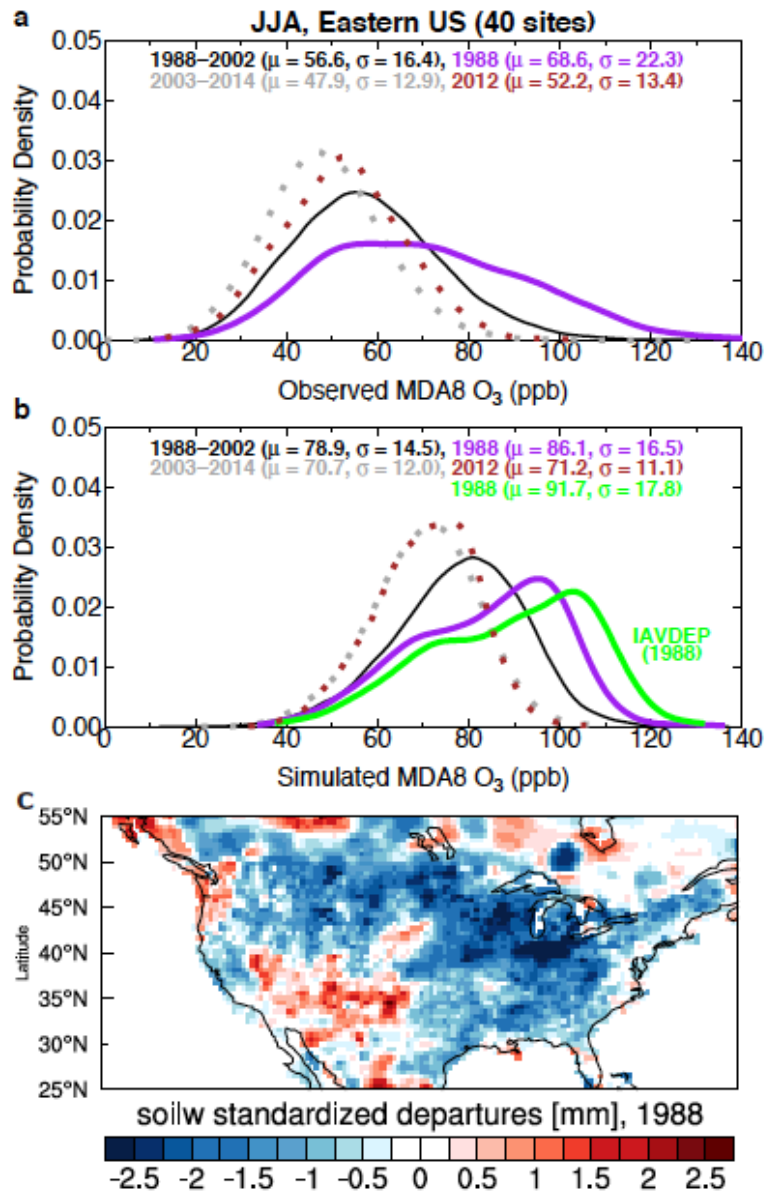 a
JJA, Eastern US (40 sites)
0.05
1988–2002 (μ = 56.6, σ = 16.4), 1988 (μ = 68.6, σ = 22.3)
2003–2014 (μ = 47.9, σ = 12.9), 2012 (μ = 52.2, σ = 13.4)
0.04
0.03
0.02
0.01
0.00
Probability Density
0 20 40 60 80 100 120 140
Observed MDA8 O₃ (ppb)
b
0.05
1988–2002 (μ = 78.9, σ = 14.5), 1988 (μ = 86.1, σ = 16.5)
2003–2014 (μ = 70.7, σ = 12.0), 2012 (μ = 71.2, σ = 11.1)
1988 (μ = 91.7, σ = 17.8)
0.04
0.03
0.02
0.01
0.00
Probability Density
IAVDEP
(1988)
0 20 40 60 80 100 120 140
Simulated MDA8 O₃ (ppb)
c
55°N
50°N
45°N
40°N
35°N
30°N
25°N
Latitude
soilw standardized departures [mm], 1988
-2.5 -2 -1.5 -1 -0.5 0 0.5 1 1.5 2 2.5